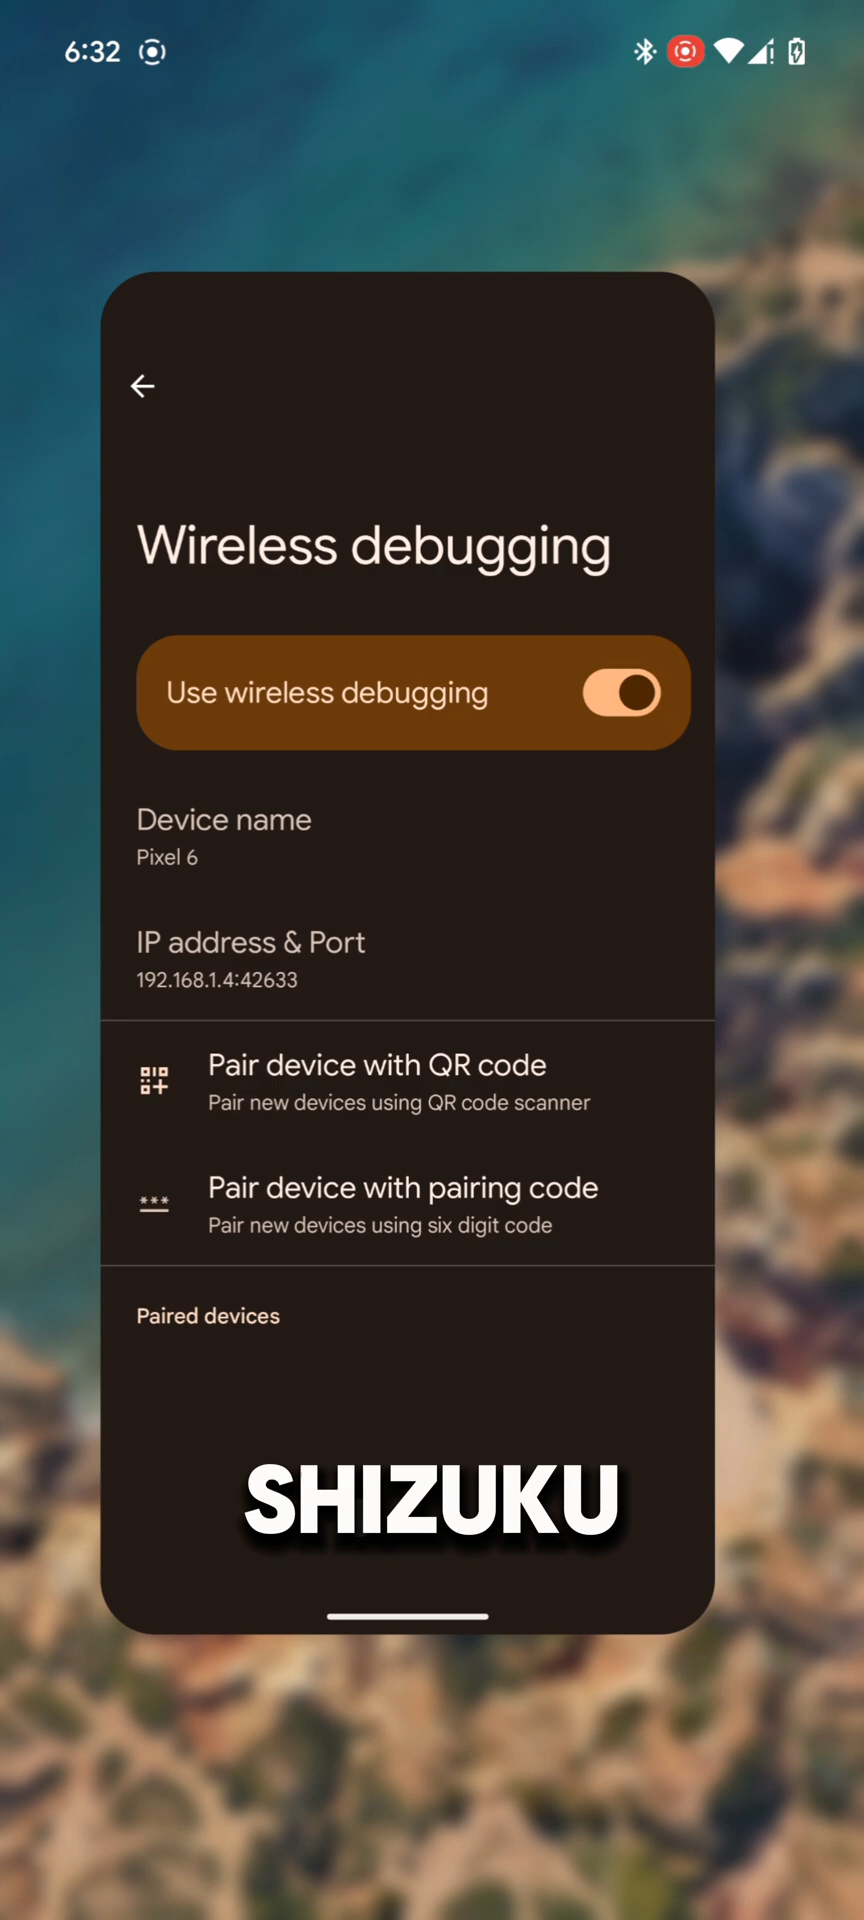 6:32
Wireless debugging
Use wireless debugging
Device name
Pixel 6
IP address & Port
192.168.1.4:42633
Pair device with QR code
Pair new devices using QR code scanner
Pair device with pairing code
Pair new devices using six digit code
Paired devices
SHIZUKU